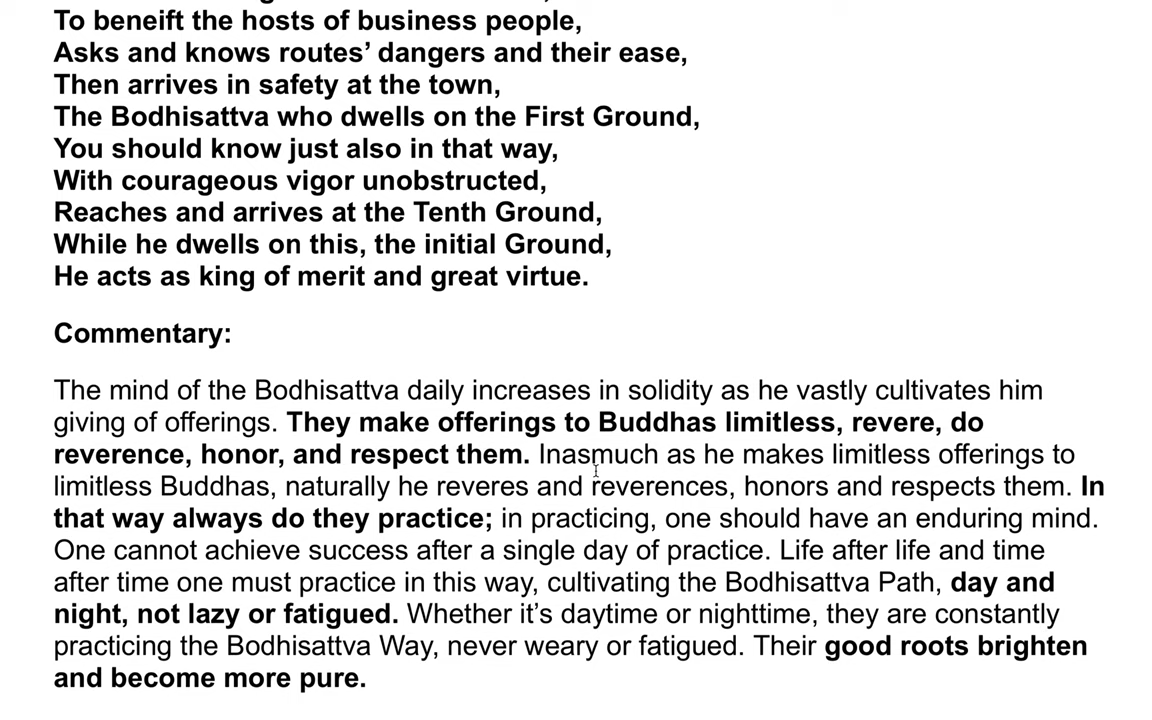 To beneift the hosts of business people,
Asks and knows routes’ dangers and their ease,
Then arrives in safety at the town,
The Bodhisattva who dwells on the First Ground,
You should know just also in that way,
With courageous vigor unobstructed,
Reaches and arrives at the Tenth Ground,
While he dwells on this, the initial Ground,
He acts as king of merit and great virtue.
Commentary:
The mind of the Bodhisattva daily increases in solidity as he vastly cultivates him
giving of offerings. They make offerings to Buddhas limitless, revere, do
reverence, honor, and respect them. Inasmuch as he makes limitless offerings to
limitless Buddhas, naturally he reveres and reverences, honors and respects them. In
that way always do they practice; in practicing, one should have an enduring mind.
One cannot achieve success after a single day of practice. Life after life and time
after time one must practice in this way, cultivating the Bodhisattva Path, day and
night, not lazy or fatigued. Whether it’s daytime or nighttime, they are constantly
practicing the Bodhisattva Way, never weary or fatigued. Their good roots brighten
and become more pure.